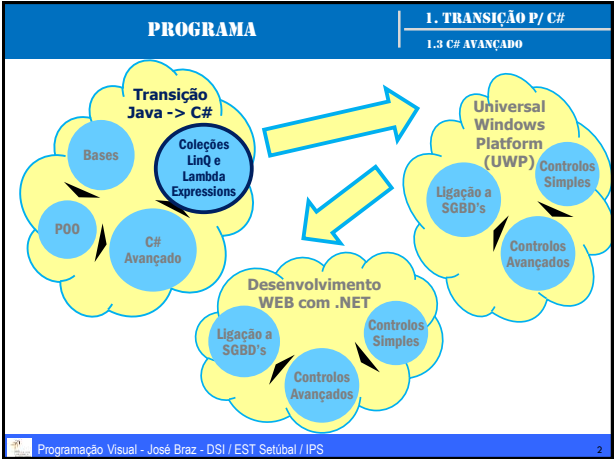 PROGRAMA
1. TRANSIÇÃO P/ C#
1.3 C# AVANÇADO
Transição
Java -> C#
Bases
Coleções
LinQ e
Lambda
Expressions
POO
C#
Avançado
Universal
Windows
Platform
(UWP)
Controlos
Simples
Ligação a
SGBD's
Controlos
Avançados
Desenvolvimento
WEB com .NET
Ligação a
SGBD's
Controlos
Simples
Controlos
Avançados
Programação Visual - José Braz - DSI / EST Setúbal / IPS
2